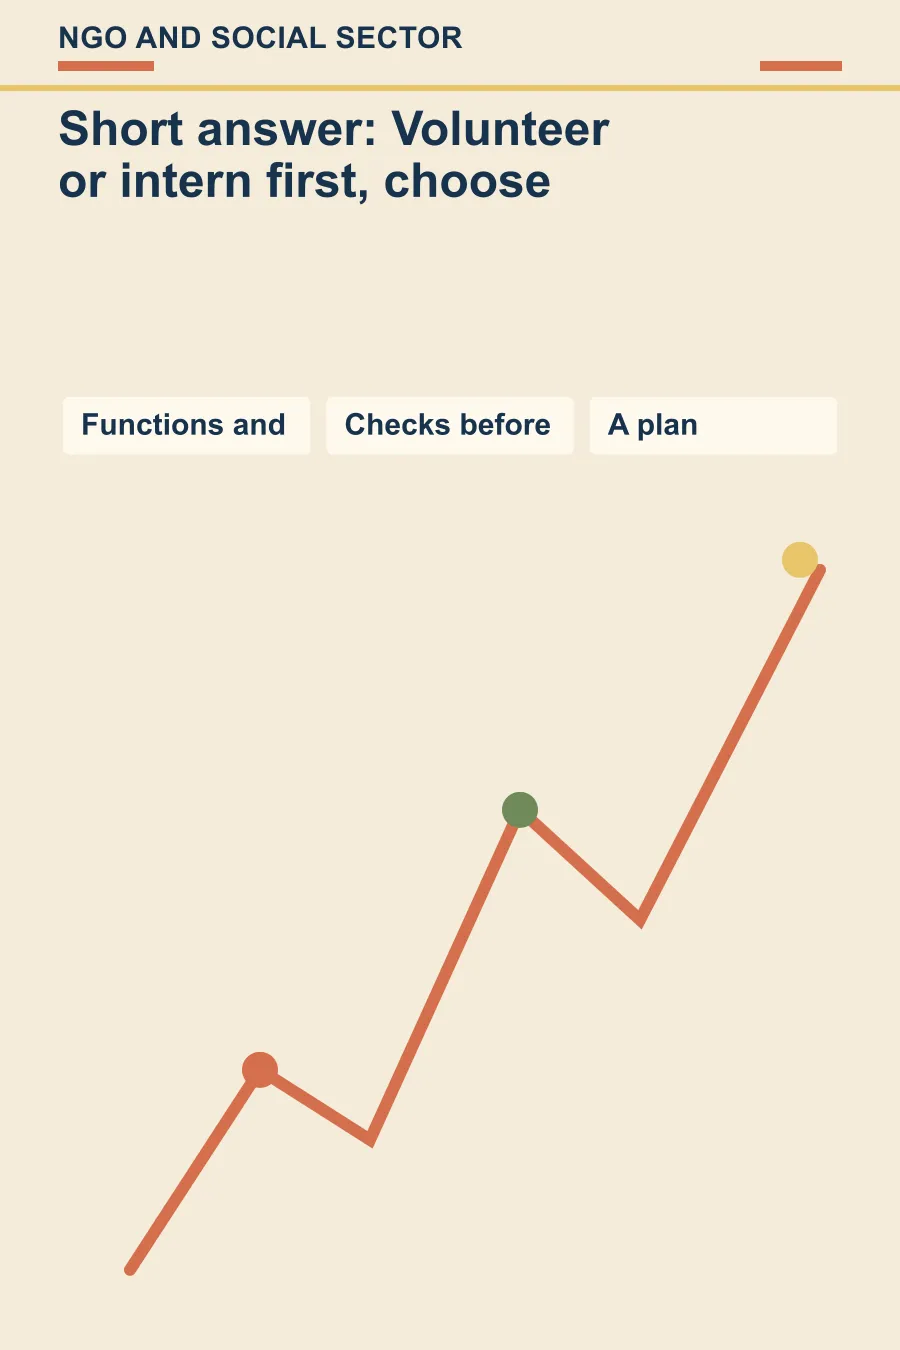 NGO AND SOCIAL SECTOR
Short answer: Volunteer
or intern first, choose
Functions and
Checks before
A plan